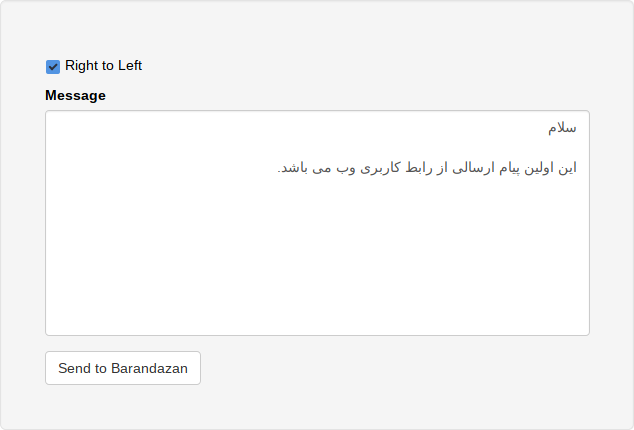 Right to Left
Message
سلام
این اولین پیام ارسالی از رابط کاربری وب می باشد.
Send to Barandazan